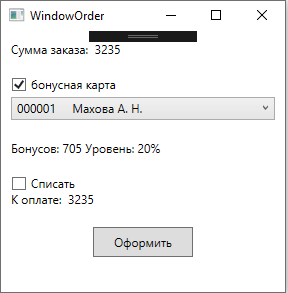 WindowOrder
Сумма заказа: 3235
бонусная карта
000001 Махова А. Н.
Бонусов: 705 Уровень: 20%
Списать
К оплате: 3235
Оформить